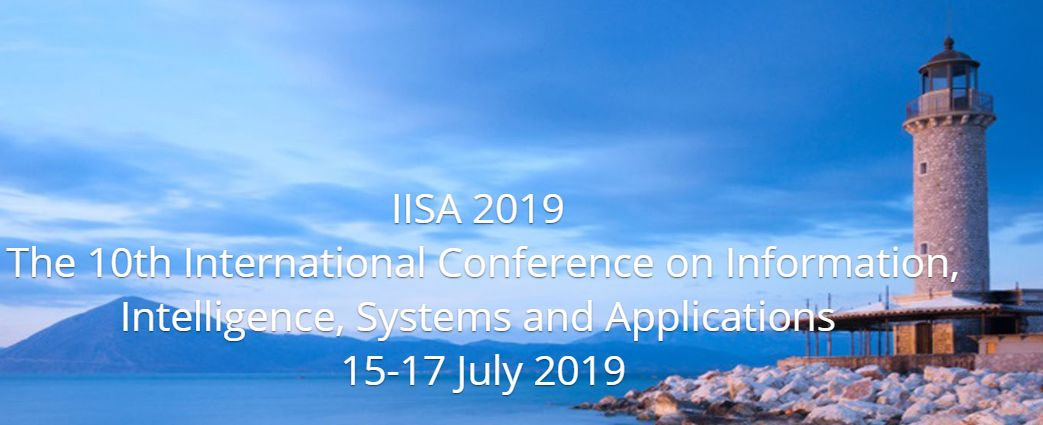 IISA 2019
The 10th International Conference on Information,
Intelligence, Systems and Applications
15-17 July 2019